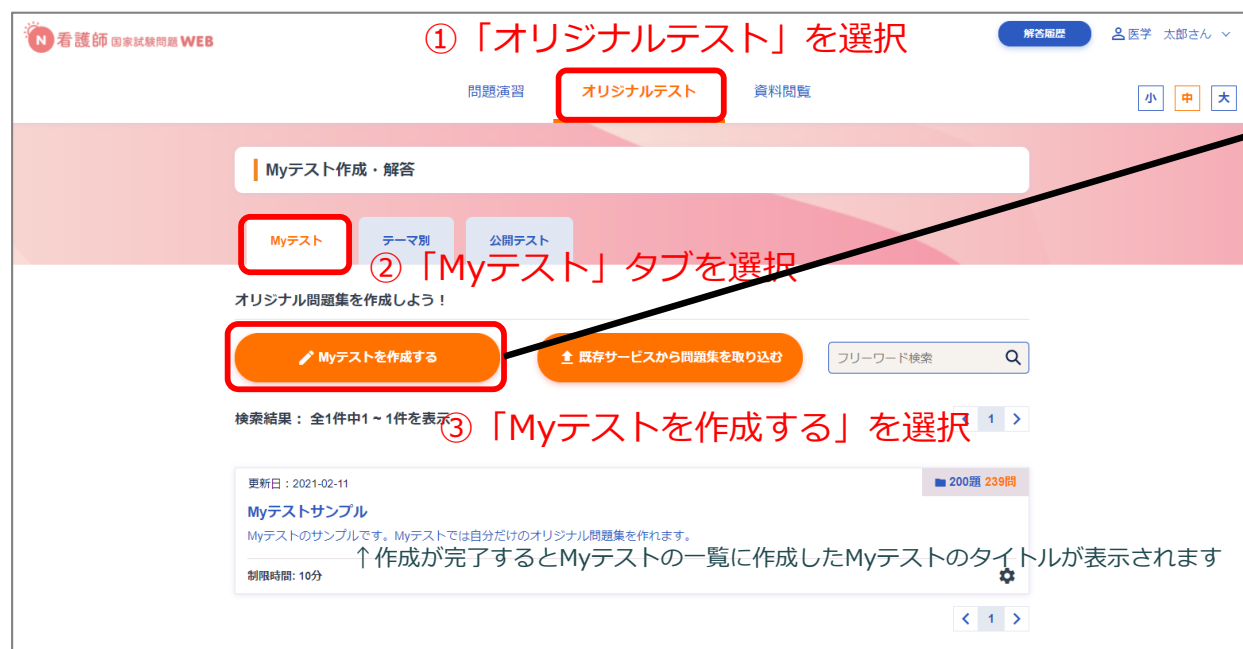 N 看護師 国家試験問題 WEB
①「オリジナルテスト」を選択
解答履歴
医学 太郎さん
問題演習
オリジナルテスト
資料閲覧
小 中 大
Myテスト作成・解答
Myテスト
テーマ別
公開テスト
②「Myテスト」タブを選択
オリジナル問題集を作成しよう！
Myテストを作成する
既存サービスから問題集を取り込む
フリーワード検索
検索結果： 全1件中1 ~ 1件を表示
③「Myテストを作成する」を選択
1
更新日：2021-02-11
200題 239問
Myテストサンプル
Myテストのサンプルです。Myテストでは自分だけのオリジナル問題集を作れます。
↑作成が完了するとMyテストの一覧に作成したMyテストのタイトルが表示されます
制限時間: 10分
1